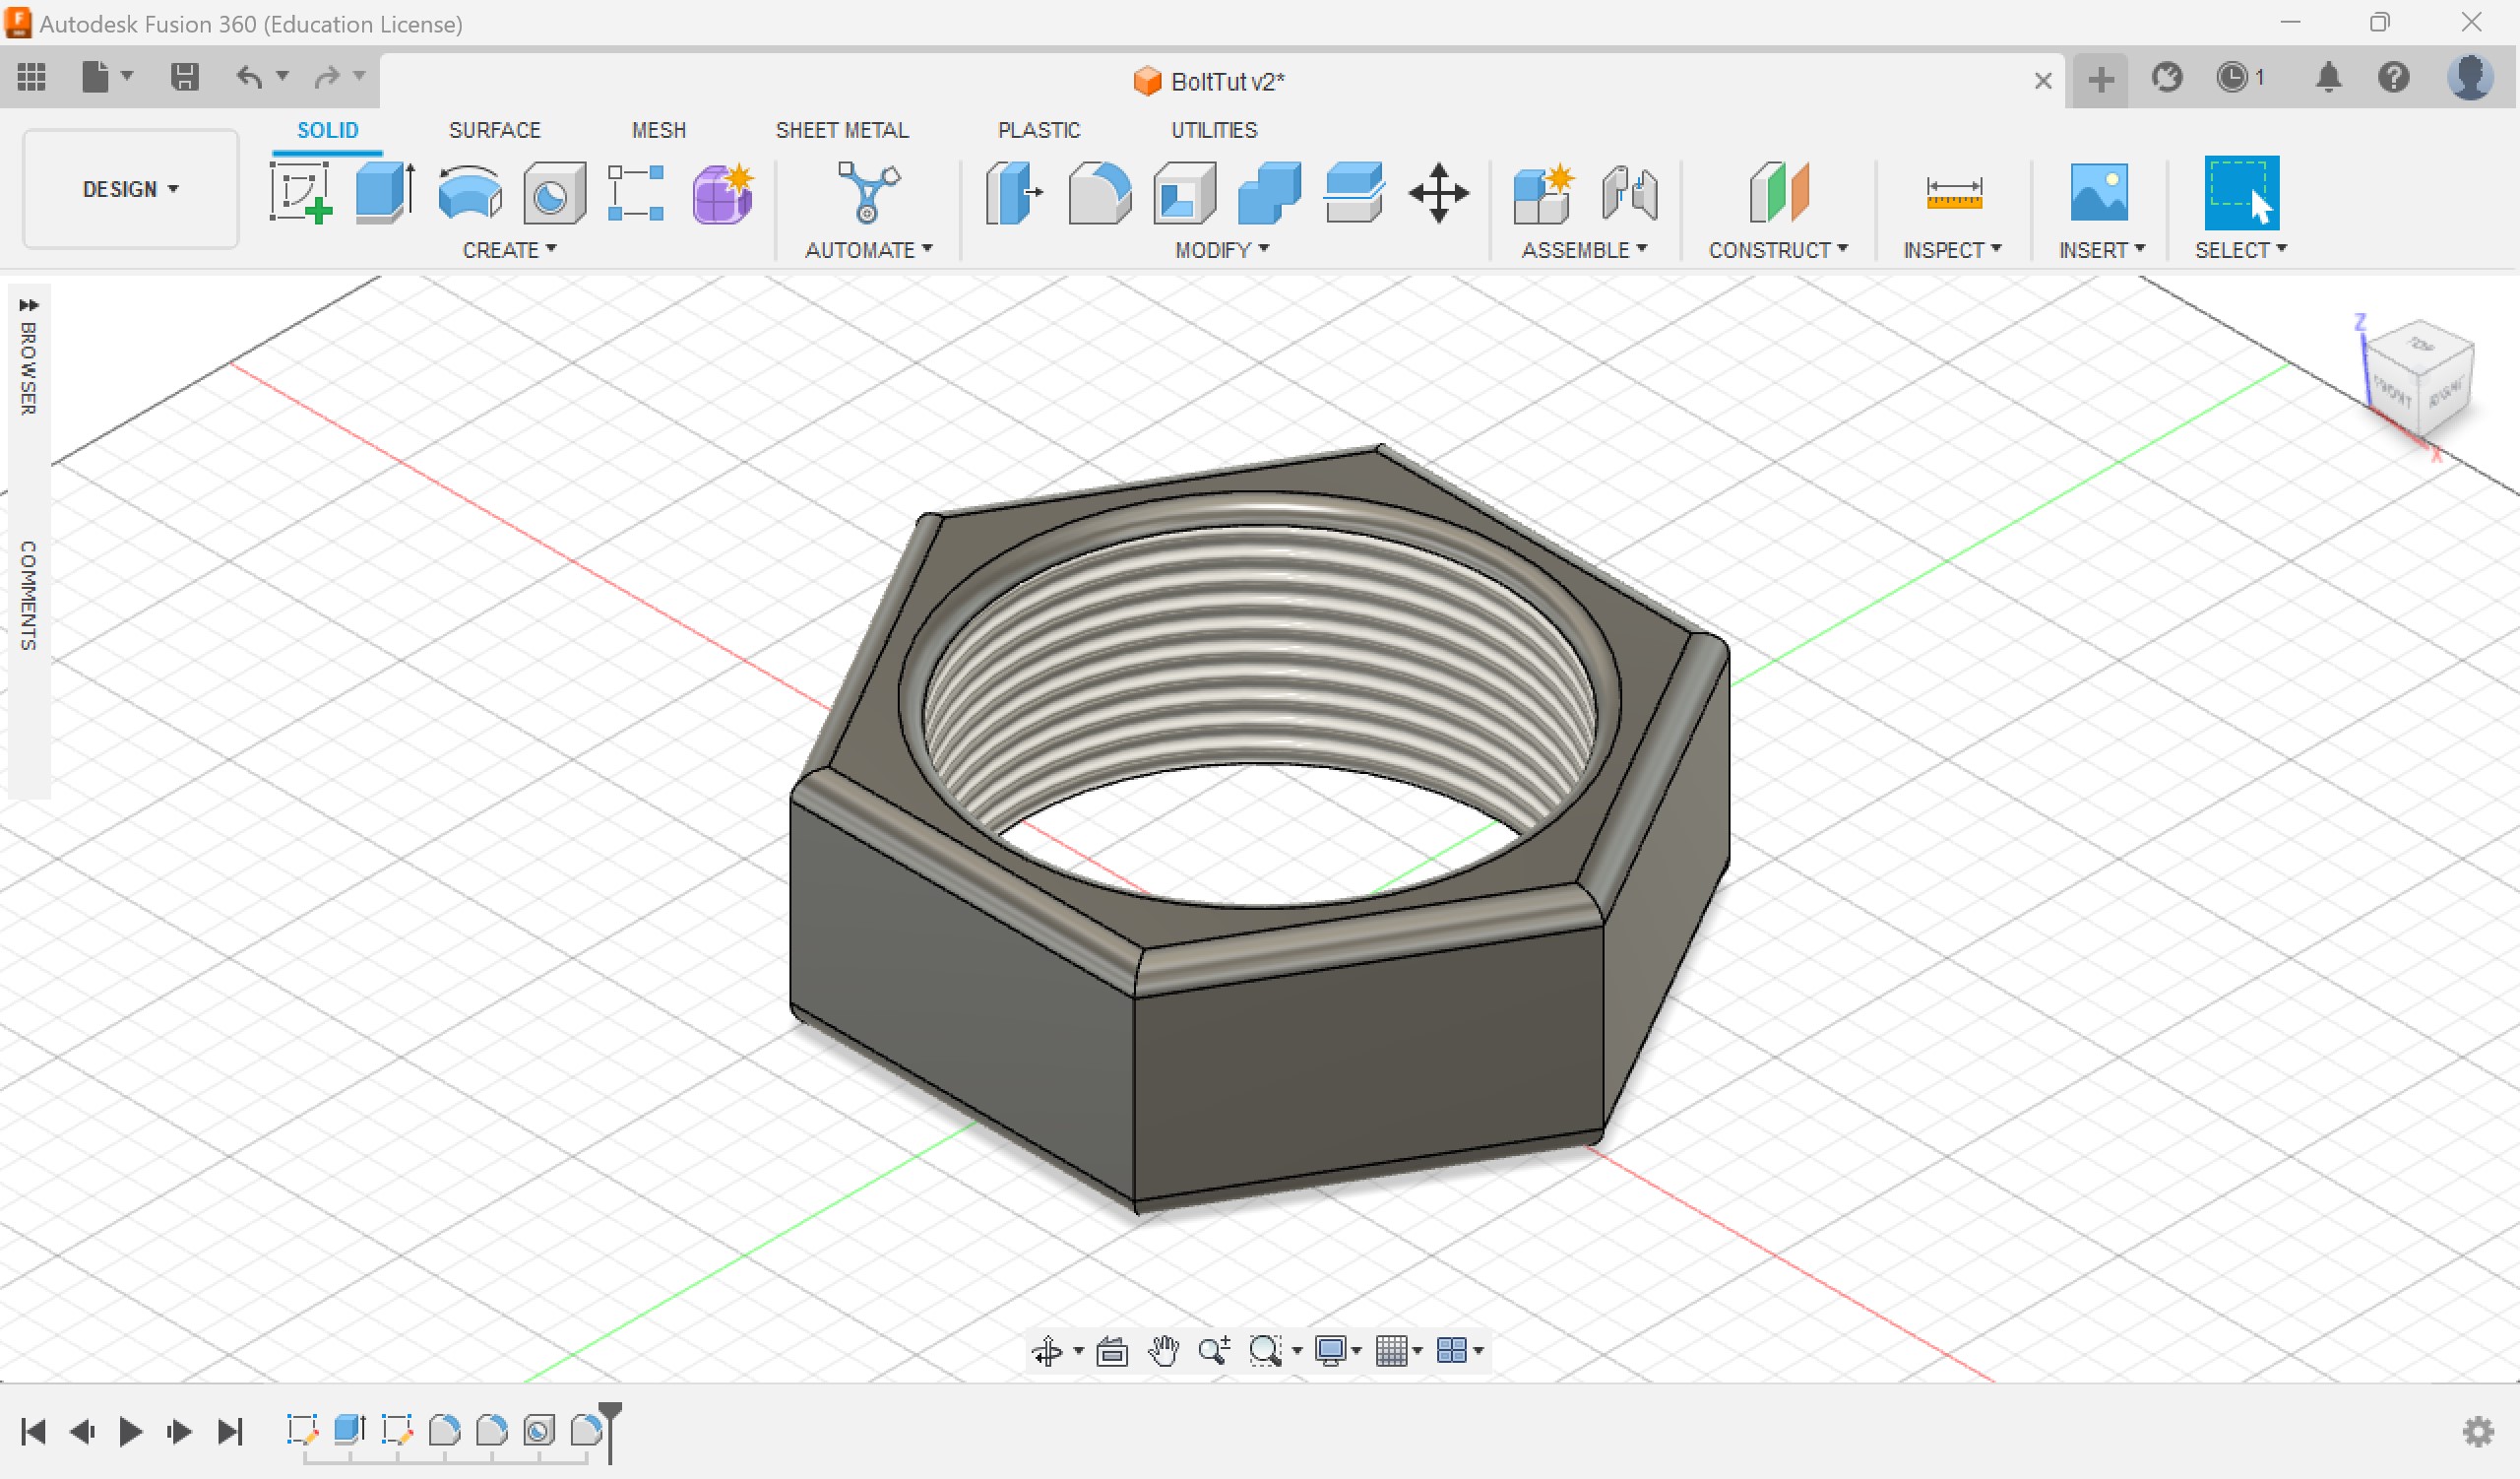 Autodesk Fusion 360 (Education License)
BoltTut v2*
1
SOLID SURFACE MESH SHEET METAL PLASTIC UTILITIES
DESIGN
CREATE AUTOMATE MODIFY ASSEMBLE CONSTRUCT INSPECT INSERT SELECT
BROWSER
COMMENTS
Z
TOP
FRONT RIGHT
X